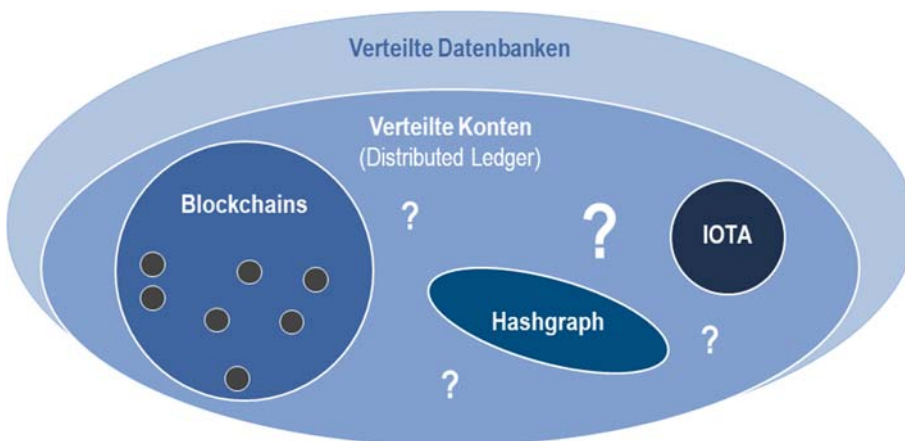 Verteilte Datenbanken
Verteilte Konten
(Distributed Ledger)
Blockchains
?
?
IOTA
Hashgraph
?
?